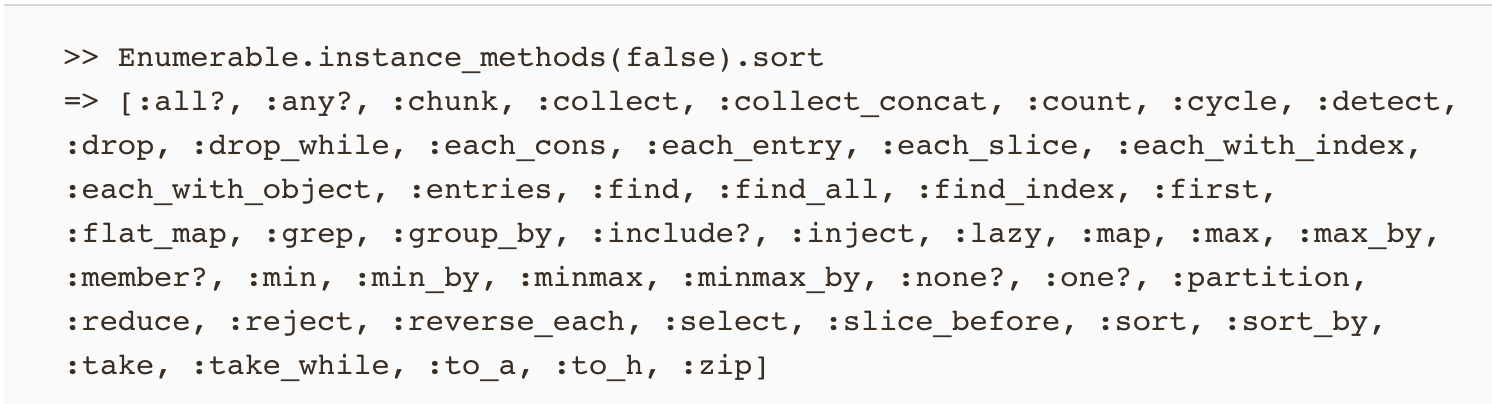 >> Enumerable.instance_methods(false).sort
=> [:all?, :any?, :chunk, :collect, :collect_concat, :count, :cycle, :detect,
:drop, :drop_while, :each_cons, :each_entry, :each_slice, :each_with_index,
:each_with_object, :entries, :find, :find_all, :find_index, :first,
:flat_map, :grep, :group_by, :include?, :inject, :lazy, :map, :max, :max_by,
:member?, :min, :min_by, :minmax, :minmax_by, :none?, :one?, :partition,
:reduce, :reject, :reverse_each, :select, :slice_before, :sort, :sort_by,
:take, :take_while, :to_a, :to_h, :zip]